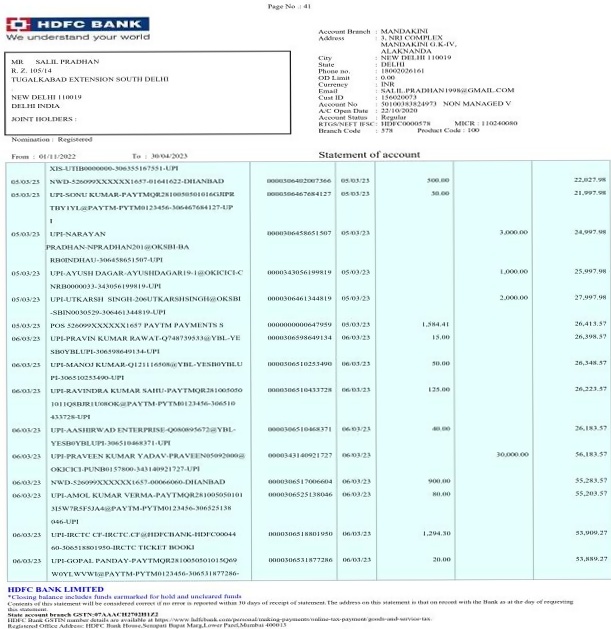 Page No .: 41
HDFC BANK
We understand your world
MR SALIL PRADHAN
R. Z. 105/14
TUGALKABAD EXTENSION SOUTH DELHI
NEW DELHI 110019
DELHI INDIA
JOINT HOLDERS :
Nomination : Registered
Account Branch : MANDAKINI
Address : 3, NRI COMPLEX
MANDAKINI G.K-IV,
ALAKNANDA
City : NEW DELHI 110019
State : DELHI
Phone no. : 18002026161
OD Limit : 0.00
Currency : INR
Email : SALIL.PRADHAN1998@GMAIL.COM
Cust ID : 156020073
Account No : 50100383824973 NON MANAGED V
A/C Open Date : 22/10/2020
Account Status : Regular
RTGS/NEFT IFSC: HDFC0000578 MICR : 110240080
Branch Code : 578 Product Code : 100
From : 01/11/2022 To : 30/04/2023 Statement of account
XIS-UTIB0000000-306355167551-UPI
05/03/23 NWD-526099XXXXXX1657-01641622-DHANBAD 0000306402007366 05/03/23 500.00 22,027.98
05/03/23 UPI-SONU KUMAR-PAYTMQR2810050501016GJIPR 0000306467684127 05/03/23 30.00 21,997.98
TBY1YL@PAYTM-PYTM0123456-306467684127-UP
I
05/03/23 UPI-NARAYAN 0000306458651507 05/03/23 3,000.00 24,997.98
PRADHAN-NPRADHAN201@OKSBI-BA
RB0INDHAU-306458651507-UPI
05/03/23 UPI-AYUSH DAGAR-AYUSHDAGAR19-1@OKICICI-C 0000343056199819 05/03/23 1,000.00 25,997.98
NRB0000033-343056199819-UPI
05/03/23 UPI-UTKARSH SINGH-206UTKARSHSINGH@OKSBI 0000306461344819 05/03/23 2,000.00 27,997.98
-SBIN0030529-306461344819-UPI
05/03/23 POS 526099XXXXXX1657 PAYTM PAYMENTS S 0000000000647959 05/03/23 1,584.41 26,413.57
06/03/23 UPI-PRAVIN KUMAR RAWAT-Q748739533@YBL-YE 0000306598649134 06/03/23 15.00 26,398.57
SB0YBLUPI-306598649134-UPI
06/03/23 UPI-MANOJ KUMAR-Q121116508@YBL-YESB0YBLU 0000306510253490 06/03/23 50.00 26,348.57
PI-306510253490-UPI
06/03/23 UPI-RAVINDRA KUMAR SAHU-PAYTMQR281005050 0000306510433728 06/03/23 125.00 26,223.57
1011Q8BJR1U08OK@PAYTM-PYTM0123456-306510
433728-UPI
06/03/23 UPI-AASHIRWAD ENTERPRISE-Q080895672@YBL- 0000306510468371 06/03/23 40.00 26,183.57
YESB0YBLUPI-306510468371-UPI
06/03/23 UPI-PRAVEEN KUMAR YADAV-PRAVEEN05092000@ 0000343140921727 06/03/23 30,000.00 56,183.57
OKICICI-PUNB0157800-343140921727-UPI
06/03/23 NWD-526099XXXXXX1657-00066060-DHANBAD 0000306517006604 06/03/23 900.00 55,283.57
06/03/23 UPI-AMOL KUMAR VERMA-PAYTMQR281005050101 0000306525138046 06/03/23 80.00 55,203.57
3I5W7R5F5JA4@PAYTM-PYTM0123456-306525138
046-UPI
06/03/23 UPI-IRCTC CF-IRCTC.CF@HDFCBANK-HDFC00044 0000306518801950 06/03/23 1,294.30 53,909.27
60-306518801950-IRCTC TICKET BOOKI
06/03/23 UPI-GOPAL PANDAY-PAYTMQR2810050501015Q69 0000306531877286 06/03/23 20.00 53,889.27
W0YLWVWE@PAYTM-PYTM0123456-306531877286-
HDFC BANK LIMITED
*Closing balance includes funds earmarked for hold and uncleared funds
Contents of this statement will be considered correct if no error is reported within 30 days of receipt of statement.The address on this statement is that on record with the Bank as at the day of requesting
this statement.
State account branch GSTN:07AAACH2702H1Z2
HDFC Bank GSTIN number details are available at https://www.hdfcbank.com/personal/making-payments/online-tax-payment/goods-and-service-tax.
Registered Office Address: HDFC Bank House,Senapati Bapat Marg,Lower Parel,Mumbai 400013